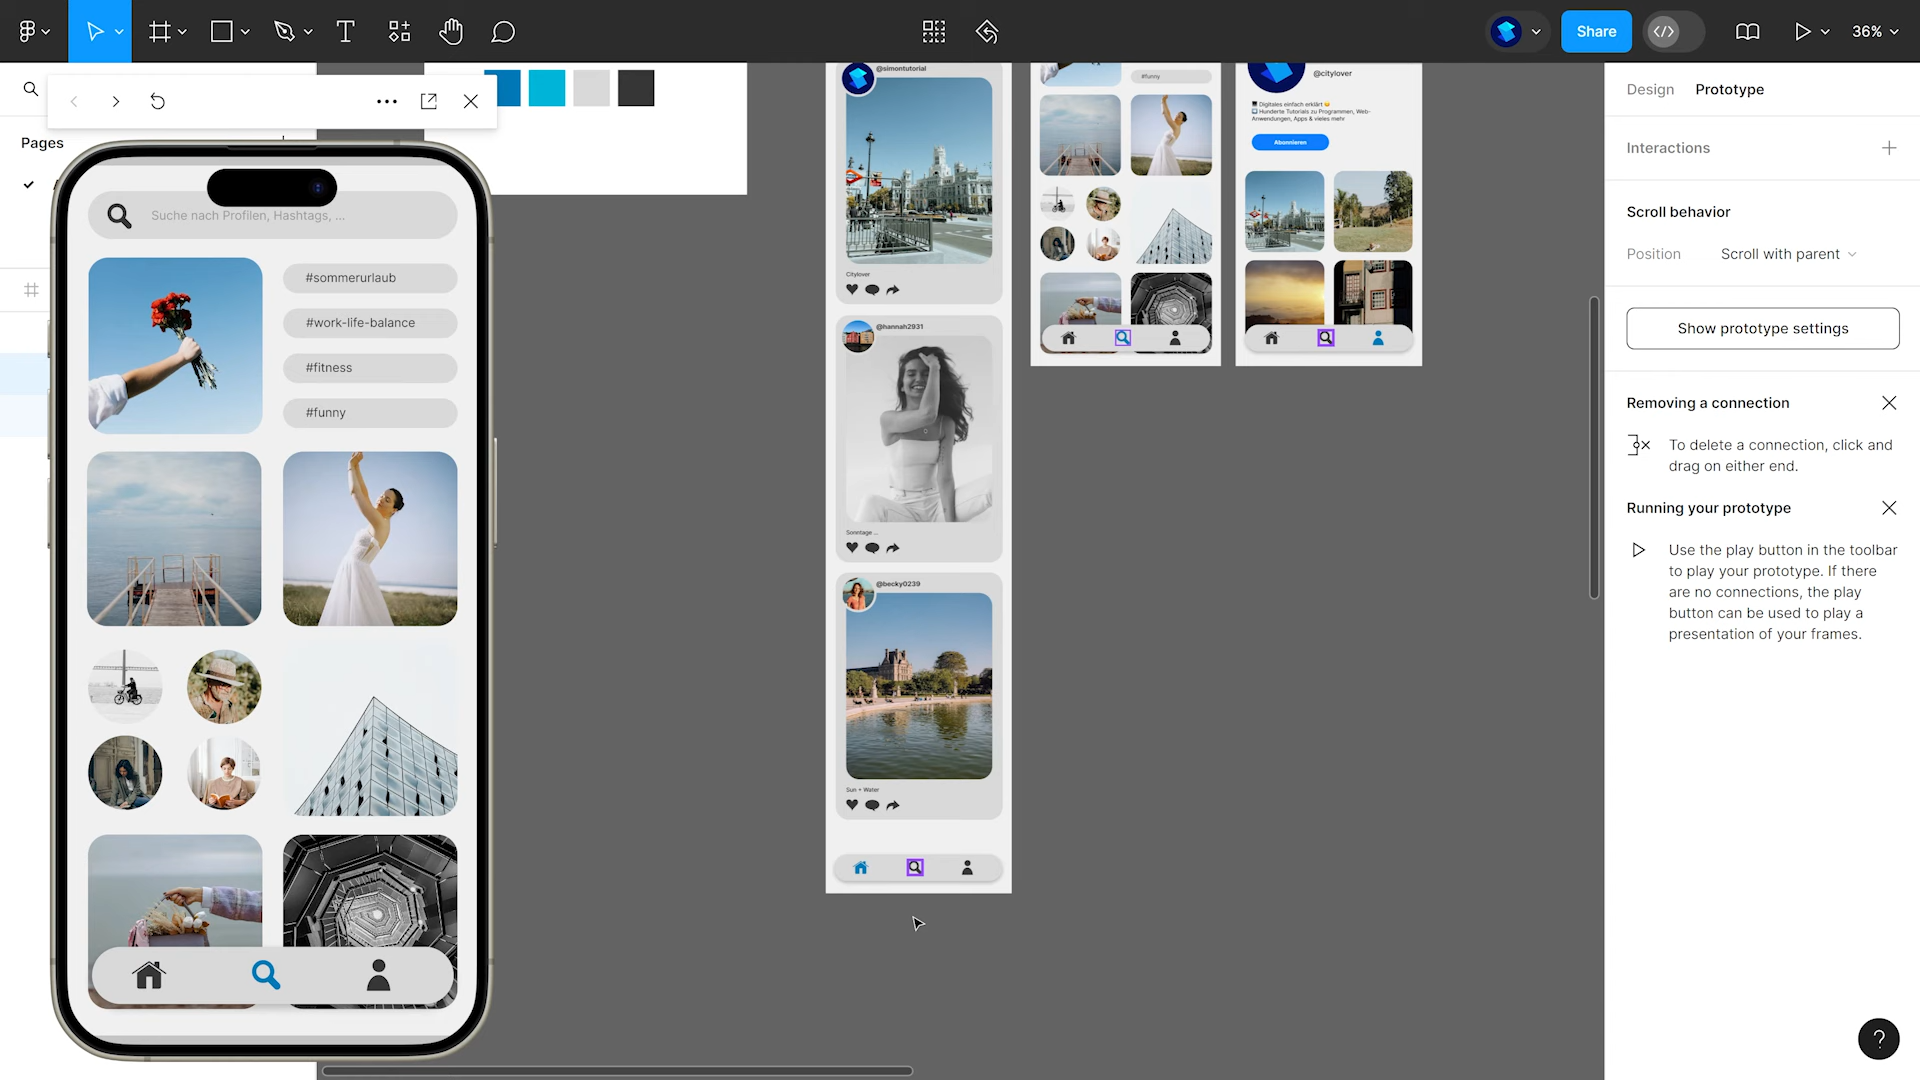 Share
36%
Pages
Suche nach Profilen, Hashtags, ...
#sommerurlaub
#work-life-balance
#fitness
#funny
@simontutorial
Citylover
@hannah2931
Sonntage ...
@becky0239
Sun + Water
#funny
@citylover
Digitales einfach erklärt
Hunderte Tutorials zu Programmen, Web-
Anwendungen, Apps & vieles mehr
Abonnieren
Design Prototype
Interactions
Scroll behavior
Position Scroll with parent
Show prototype settings
Removing a connection
To delete a connection, click and
drag on either end.
Running your prototype
Use the play button in the toolbar
to play your prototype. If there
are no connections, the play
button can be used to play a
presentation of your frames.
?